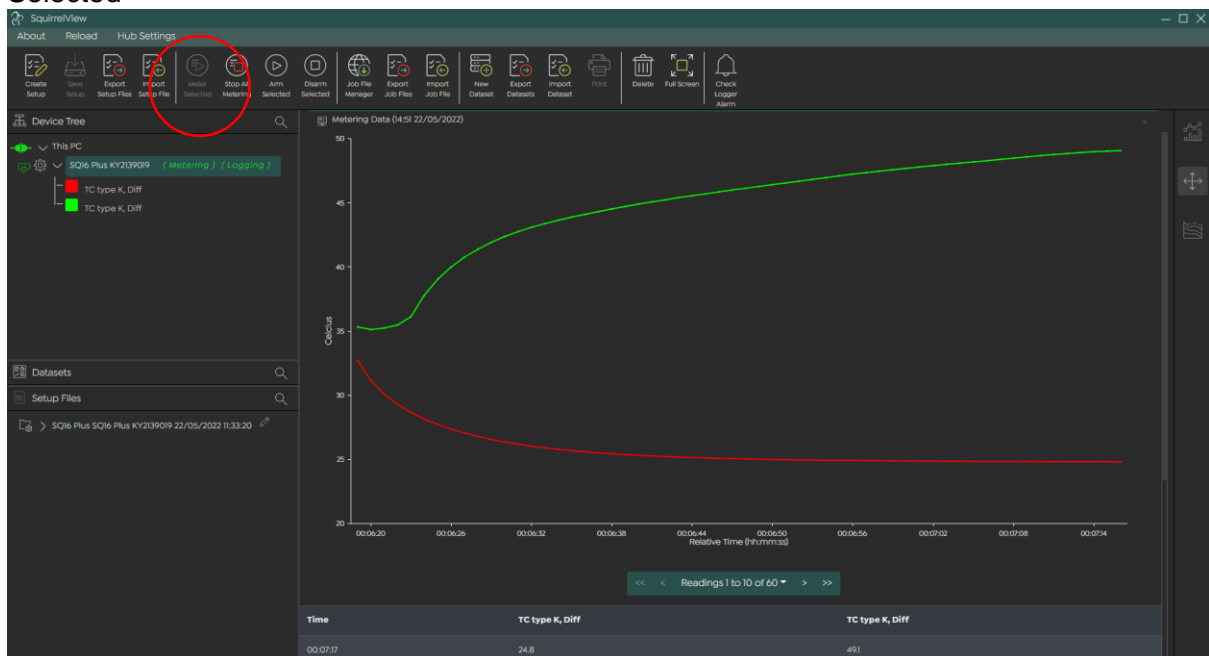 Selected
SquirrelView
About Reload Hub Settings
Create Setup
Save Setup
Export Setup Files
Import Setup File
Meter Selected
Stop All Metering
Arm Selected
Disarm Selected
Job File Manager
Export Job Files
Import Job File
New Dataset
Export Datasets
Import Dataset
Print
Delete
Full Screen
Check Logger Alarm
Device Tree
This PC
SQ16 Plus KY2139019 ( Metering ) ( Logging )
TC type K, Diff
TC type K, Diff
Datasets
Setup Files
SQ16 Plus SQ16 Plus KY2139019 22/05/2022 11:33:20
Metering Data (14:51 22/05/2022)
50
45
40
35
30
25
20
Celcius
00:06:20 00:06:26 00:06:32 00:06:38 00:06:44 00:06:50 00:06:56 00:07:02 00:07:08 00:07:14
Relative Time (hh:mm:ss)
<< < Readings 1 to 10 of 60 > >>
Time TC type K, Diff TC type K, Diff
00:07:17 24.8 49.1